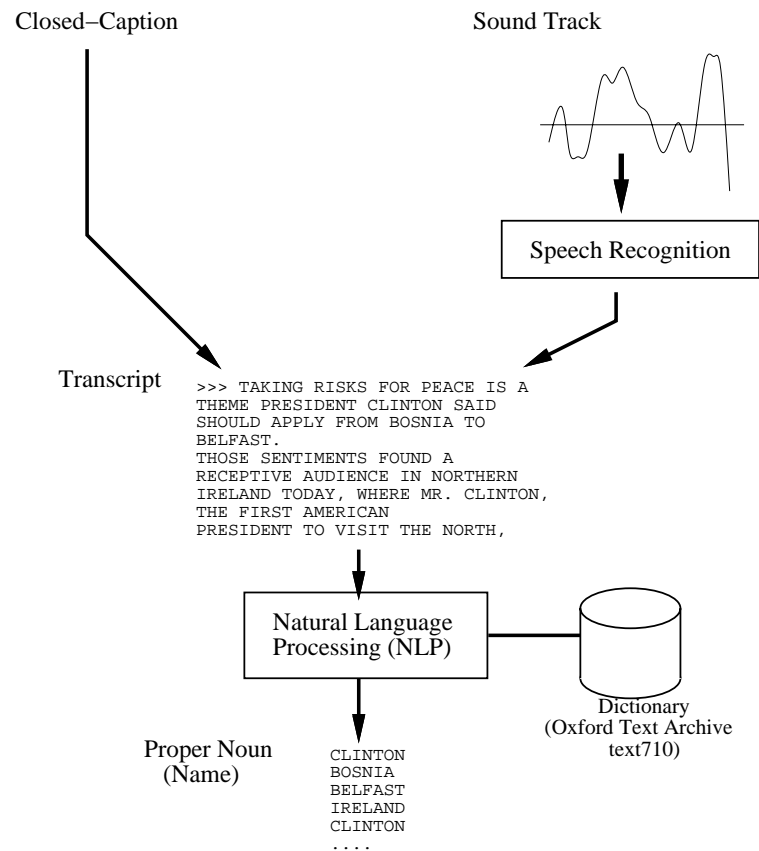 Closed–Caption
Sound Track
Speech Recognition
Transcript
>>> TAKING RISKS FOR PEACE IS A
THEME PRESIDENT CLINTON SAID
SHOULD APPLY FROM BOSNIA TO
BELFAST.
THOSE SENTIMENTS FOUND A
RECEPTIVE AUDIENCE IN NORTHERN
IRELAND TODAY, WHERE MR. CLINTON,
THE FIRST AMERICAN
PRESIDENT TO VISIT THE NORTH,
Natural Language
Processing (NLP)
Dictionary
(Oxford Text Archive
text710)
Proper Noun
(Name)
CLINTON
BOSNIA
BELFAST
IRELAND
CLINTON
....